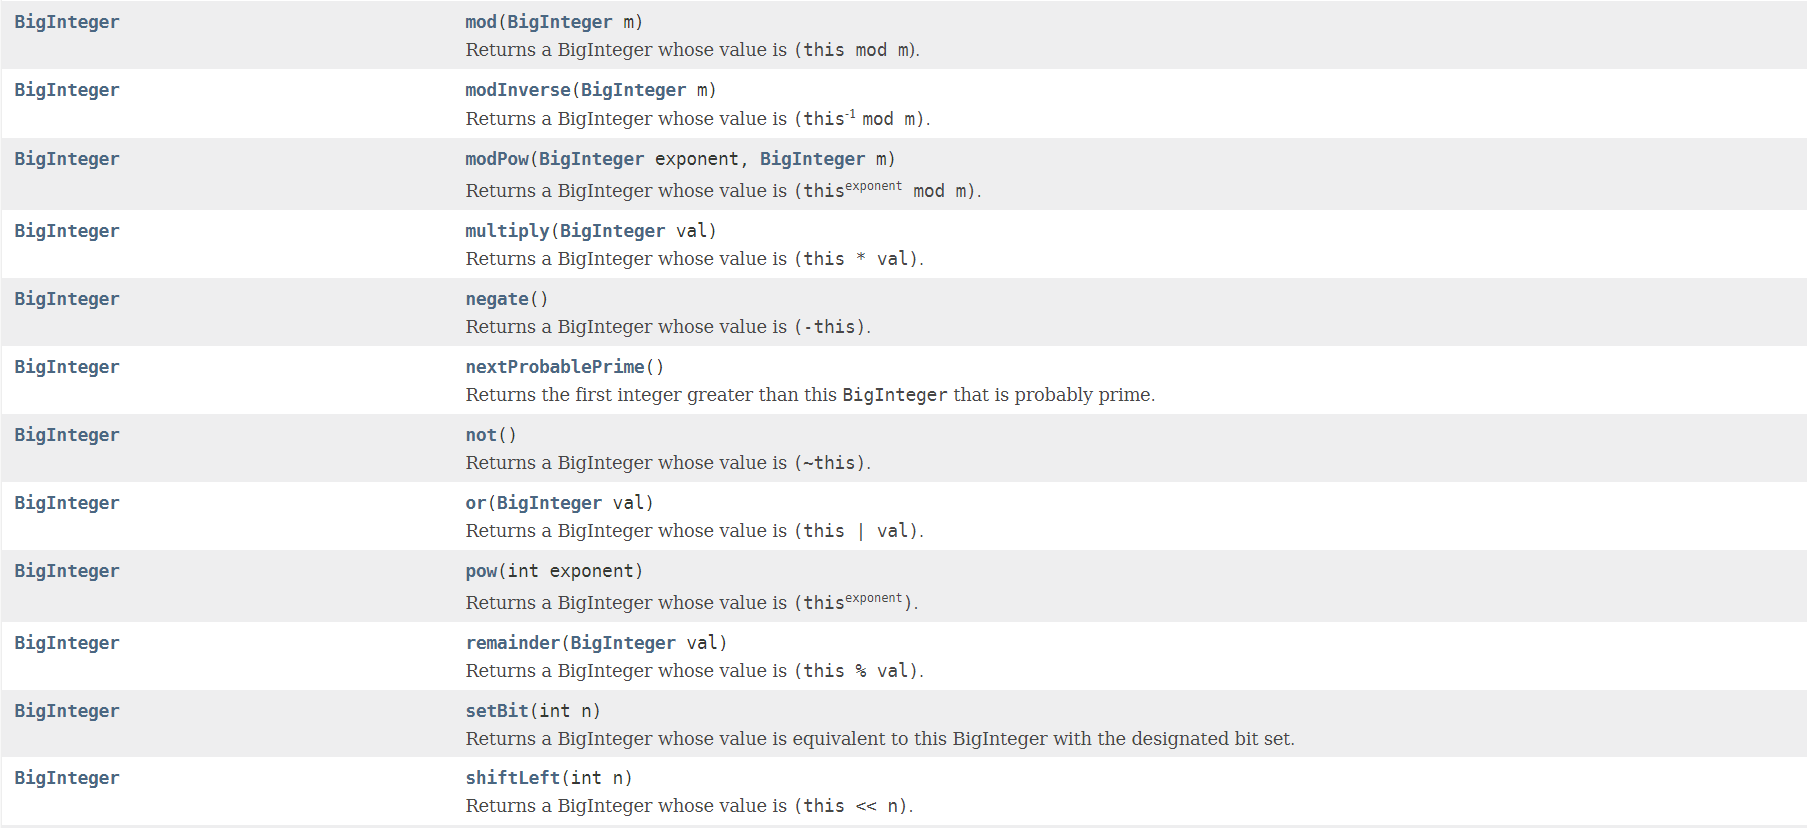 BigInteger mod(BigInteger m)
Returns a BigInteger whose value is (this mod m).
BigInteger modInverse(BigInteger m)
Returns a BigInteger whose value is (this-1 mod m).
BigInteger modPow(BigInteger exponent, BigInteger m)
Returns a BigInteger whose value is (thisexponent mod m).
BigInteger multiply(BigInteger val)
Returns a BigInteger whose value is (this * val).
BigInteger negate()
Returns a BigInteger whose value is (-this).
BigInteger nextProbablePrime()
Returns the first integer greater than this BigInteger that is probably prime.
BigInteger not()
Returns a BigInteger whose value is (~this).
BigInteger or(BigInteger val)
Returns a BigInteger whose value is (this | val).
BigInteger pow(int exponent)
Returns a BigInteger whose value is (thisexponent).
BigInteger remainder(BigInteger val)
Returns a BigInteger whose value is (this % val).
BigInteger setBit(int n)
Returns a BigInteger whose value is equivalent to this BigInteger with the designated bit set.
BigInteger shiftLeft(int n)
Returns a BigInteger whose value is (this << n).